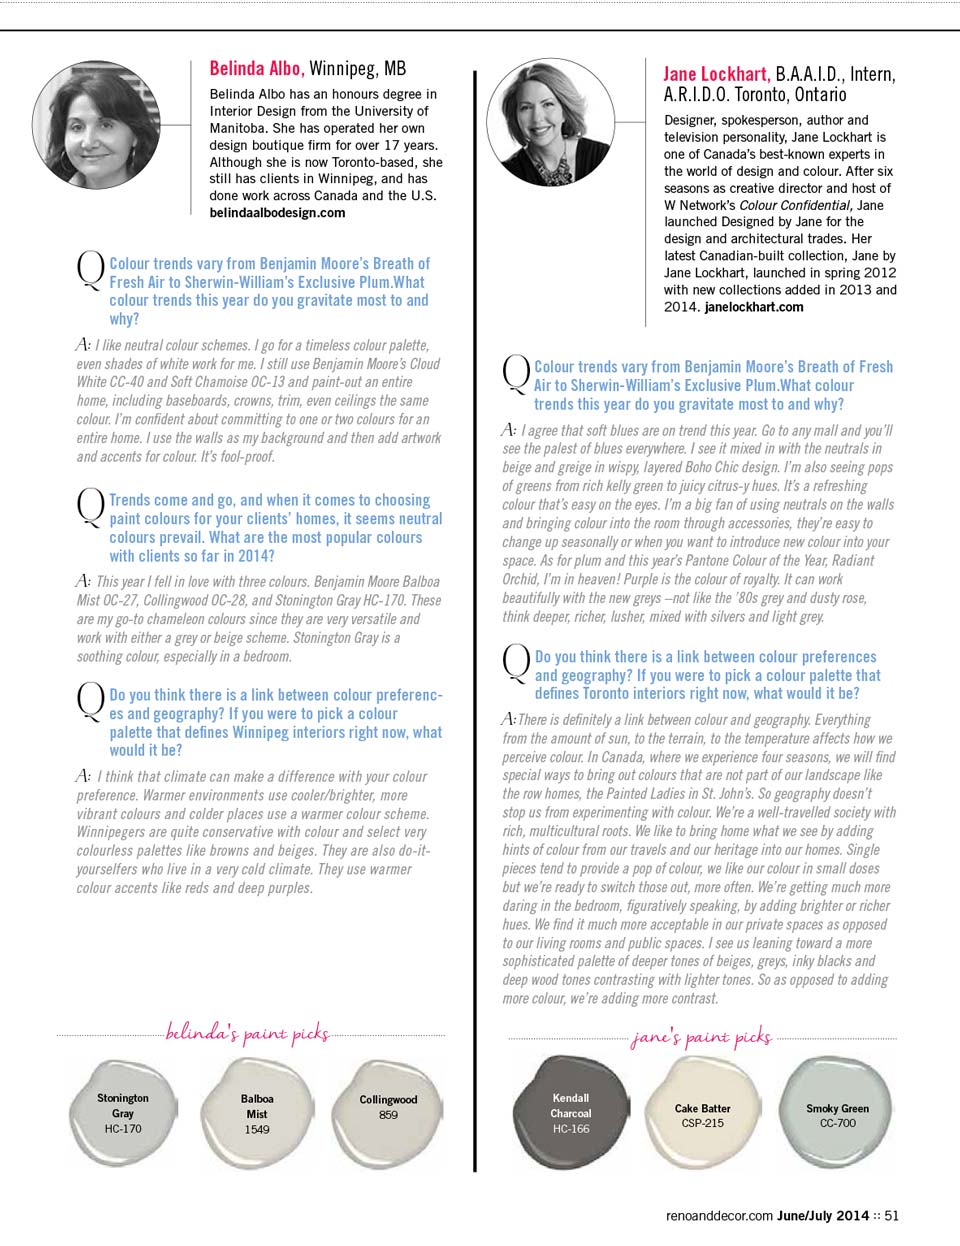 Belinda Albo, Winnipeg, MB
Belinda Albo has an honours degree in
Interior Design from the University of
Manitoba. She has operated her own
design boutique firm for over 17 years.
Although she is now Toronto-based, she
still has clients in Winnipeg, and has
done work across Canada and the U.S.
belindaalbodesign.com
Q Colour trends vary from Benjamin Moore's Breath of
Fresh Air to Sherwin-William's Exclusive Plum.What
colour trends this year do you gravitate most to and
why?
A: I like neutral colour schemes. I go for a timeless colour palette,
even shades of white work for me. I still use Benjamin Moore's Cloud
White CC-40 and Soft Chamoise OC-13 and paint-out an entire
home, including baseboards, crowns, trim, even ceilings the same
colour. I'm confident about committing to one or two colours for an
entire home. I use the walls as my background and then add artwork
and accents for colour. It's fool-proof.
Q Trends come and go, and when it comes to choosing
paint colours for your clients' homes, it seems neutral
colours prevail. What are the most popular colours
with clients so far in 2014?
A: This year I fell in love with three colours. Benjamin Moore Balboa
Mist OC-27, Collingwood OC-28, and Stonington Gray HC-170. These
are my go-to chameleon colours since they are very versatile and
work with either a grey or beige scheme. Stonington Gray is a
soothing colour, especially in a bedroom.
Q Do you think there is a link between colour preferenc-
es and geography? If you were to pick a colour
palette that defines Winnipeg interiors right now, what
would it be?
A: I think that climate can make a difference with your colour
preference. Warmer environments use cooler/brighter, more
vibrant colours and colder places use a warmer colour scheme.
Winnipegers are quite conservative with colour and select very
colourless palettes like browns and beiges. They are also do-it-
yourselfers who live in a very cold climate. They use warmer
colour accents like reds and deep purples.
belinda's paint picks
Stonington
Gray
HC-170
Balboa
Mist
1549
Collingwood
859
Jane Lockhart, B.A.A.I.D., Intern,
A.R.I.D.O. Toronto, Ontario
Designer, spokesperson, author and
television personality, Jane Lockhart is
one of Canada's best-known experts in
the world of design and colour. After six
seasons as creative director and host of
W Network's Colour Confidential, Jane
launched Designed by Jane for the
design and architectural trades. Her
latest Canadian-built collection, Jane by
Jane Lockhart, launched in spring 2012
with new collections added in 2013 and
2014. janelockhart.com
Q Colour trends vary from Benjamin Moore's Breath of Fresh
Air to Sherwin-William's Exclusive Plum.What colour
trends this year do you gravitate most to and why?
A: I agree that soft blues are on trend this year. Go to any mall and you'll
see the palest of blues everywhere. I see it mixed in with the neutrals in
beige and greige in wispy, layered Boho Chic design. I'm also seeing pops
of greens from rich kelly green to juicy citrus-y hues. It's a refreshing
colour that's easy on the eyes. I'm a big fan of using neutrals on the walls
and bringing colour into the room through accessories, they're easy to
change up seasonally or when you want to introduce new colour into your
space. As for plum and this year's Pantone Colour of the Year, Radiant
Orchid, I'm in heaven! Purple is the colour of royalty. It can work
beautifully with the new greys –not like the '80s grey and dusty rose,
think deeper, richer, lusher, mixed with silvers and light grey.
Q Do you think there is a link between colour preferences
and geography? If you were to pick a colour palette that
defines Toronto interiors right now, what would it be?
A:There is definitely a link between colour and geography. Everything
from the amount of sun, to the terrain, to the temperature affects how we
perceive colour. In Canada, where we experience four seasons, we will find
special ways to bring out colours that are not part of our landscape like
the row homes, the Painted Ladies in St. John's. So geography doesn't
stop us from experimenting with colour. We're a well-travelled society with
rich, multicultural roots. We like to bring home what we see by adding
hints of colour from our travels and our heritage into our homes. Single
pieces tend to provide a pop of colour, we like our colour in small doses
but we're ready to switch those out, more often. We're getting much more
daring in the bedroom, figuratively speaking, by adding brighter or richer
hues. We find it much more acceptable in our private spaces as opposed
to our living rooms and public spaces. I see us leaning toward a more
sophisticated palette of deeper tones of beiges, greys, inky blacks and
deep wood tones contrasting with lighter tones. So as opposed to adding
more colour, we're adding more contrast.
jane's paint picks
Kendall
Charcoal
HC-166
Cake Batter
CSP-215
Smoky Green
CC-700
renoanddecor.com June/July 2014 :: 51